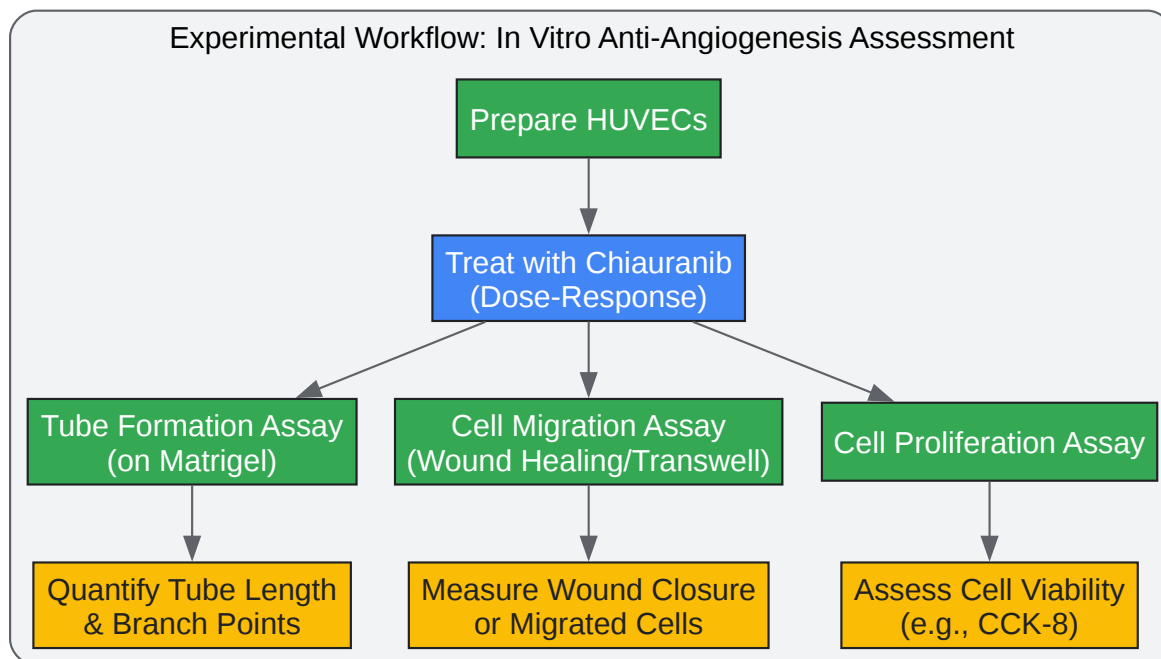 Experimental Workflow: In Vitro Anti-Angiogenesis Assessment
Prepare HUVECs
Treat with Chiauranib
(Dose-Response)
Tube Formation Assay
(on Matrigel)
Cell Migration Assay
(Wound Healing/Transwell)
Cell Proliferation Assay
Quantify Tube Length
& Branch Points
Measure Wound Closure
or Migrated Cells
Assess Cell Viability
(e.g., CCK-8)